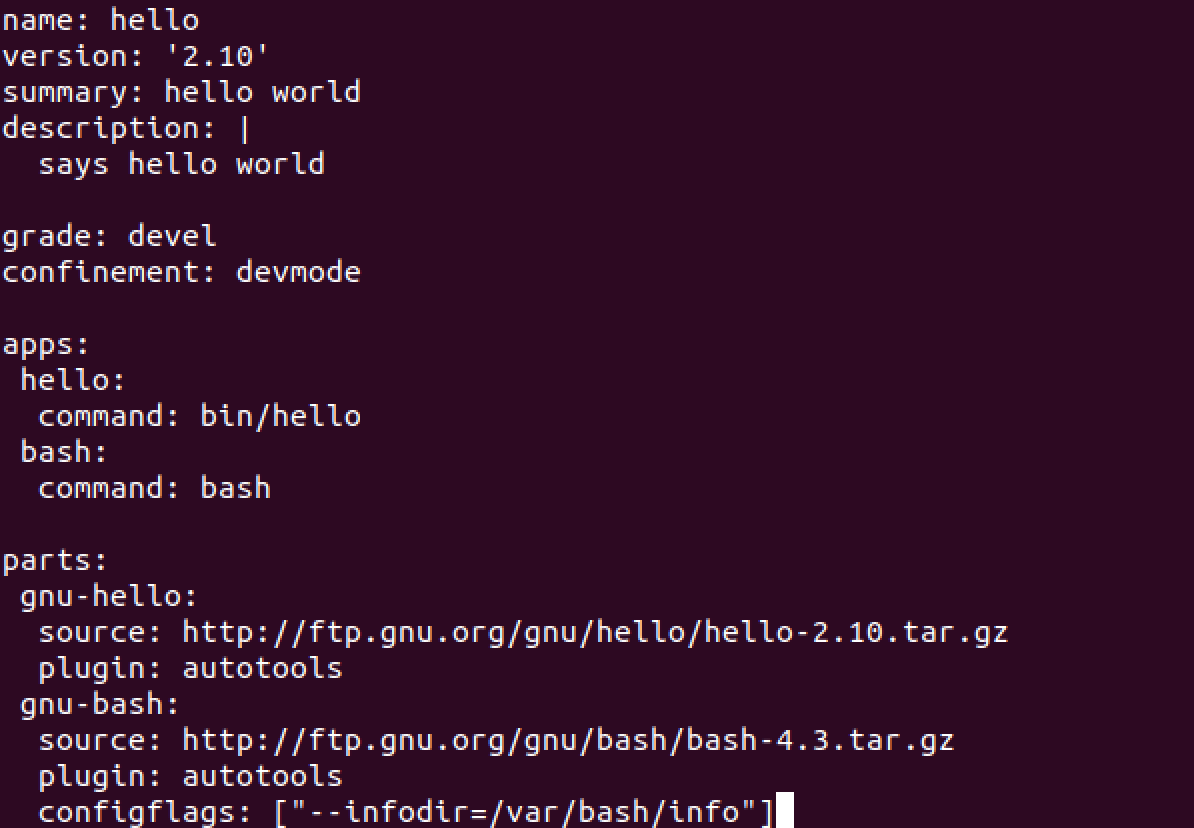 name: hello
version: '2.10'
summary: hello world
description: |
  says hello world

grade: devel
confinement: devmode

apps:
 hello:
  command: bin/hello
 bash:
  command: bash

parts:
 gnu-hello:
  source: http://ftp.gnu.org/gnu/hello/hello-2.10.tar.gz
  plugin: autotools
 gnu-bash:
  source: http://ftp.gnu.org/gnu/bash/bash-4.3.tar.gz
  plugin: autotools
  configflags: ["--infodir=/var/bash/info"]